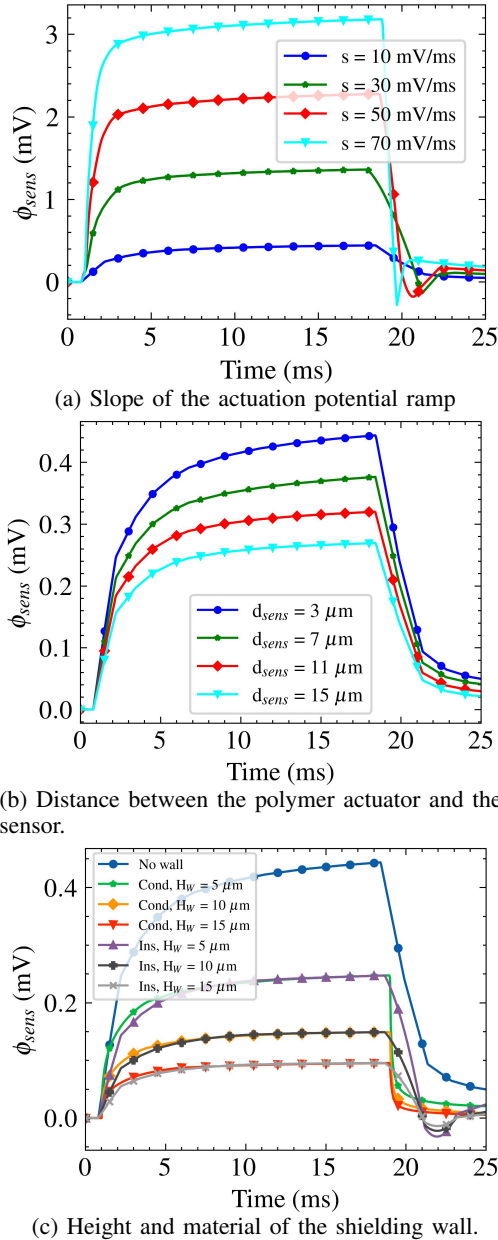 3
2
1
0
ϕsens (mV)
s = 10 mV/ms
s = 30 mV/ms
s = 50 mV/ms
s = 70 mV/ms
0 5 10 15 20 25
Time (ms)
(a) Slope of the actuation potential ramp
0.4
0.3
0.2
0.1
0.0
ϕsens (mV)
dsens = 3 μm
dsens = 7 μm
dsens = 11 μm
dsens = 15 μm
0 5 10 15 20 25
Time (ms)
(b) Distance between the polymer actuator and the
sensor.
0.4
0.2
0.0
ϕsens (mV)
No wall
Cond, HW = 5 μm
Cond, HW = 10 μm
Cond, HW = 15 μm
Ins, HW = 5 μm
Ins, HW = 10 μm
Ins, HW = 15 μm
0 5 10 15 20 25
Time (ms)
(c) Height and material of the shielding wall.